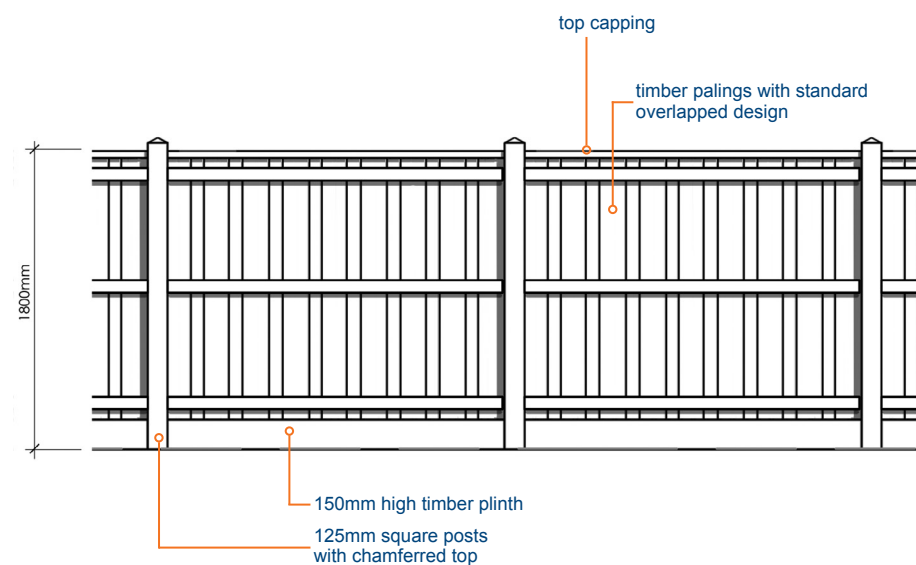 top capping
timber palings with standard
overlapped design
1800mm
150mm high timber plinth
125mm square posts
with chamferred top